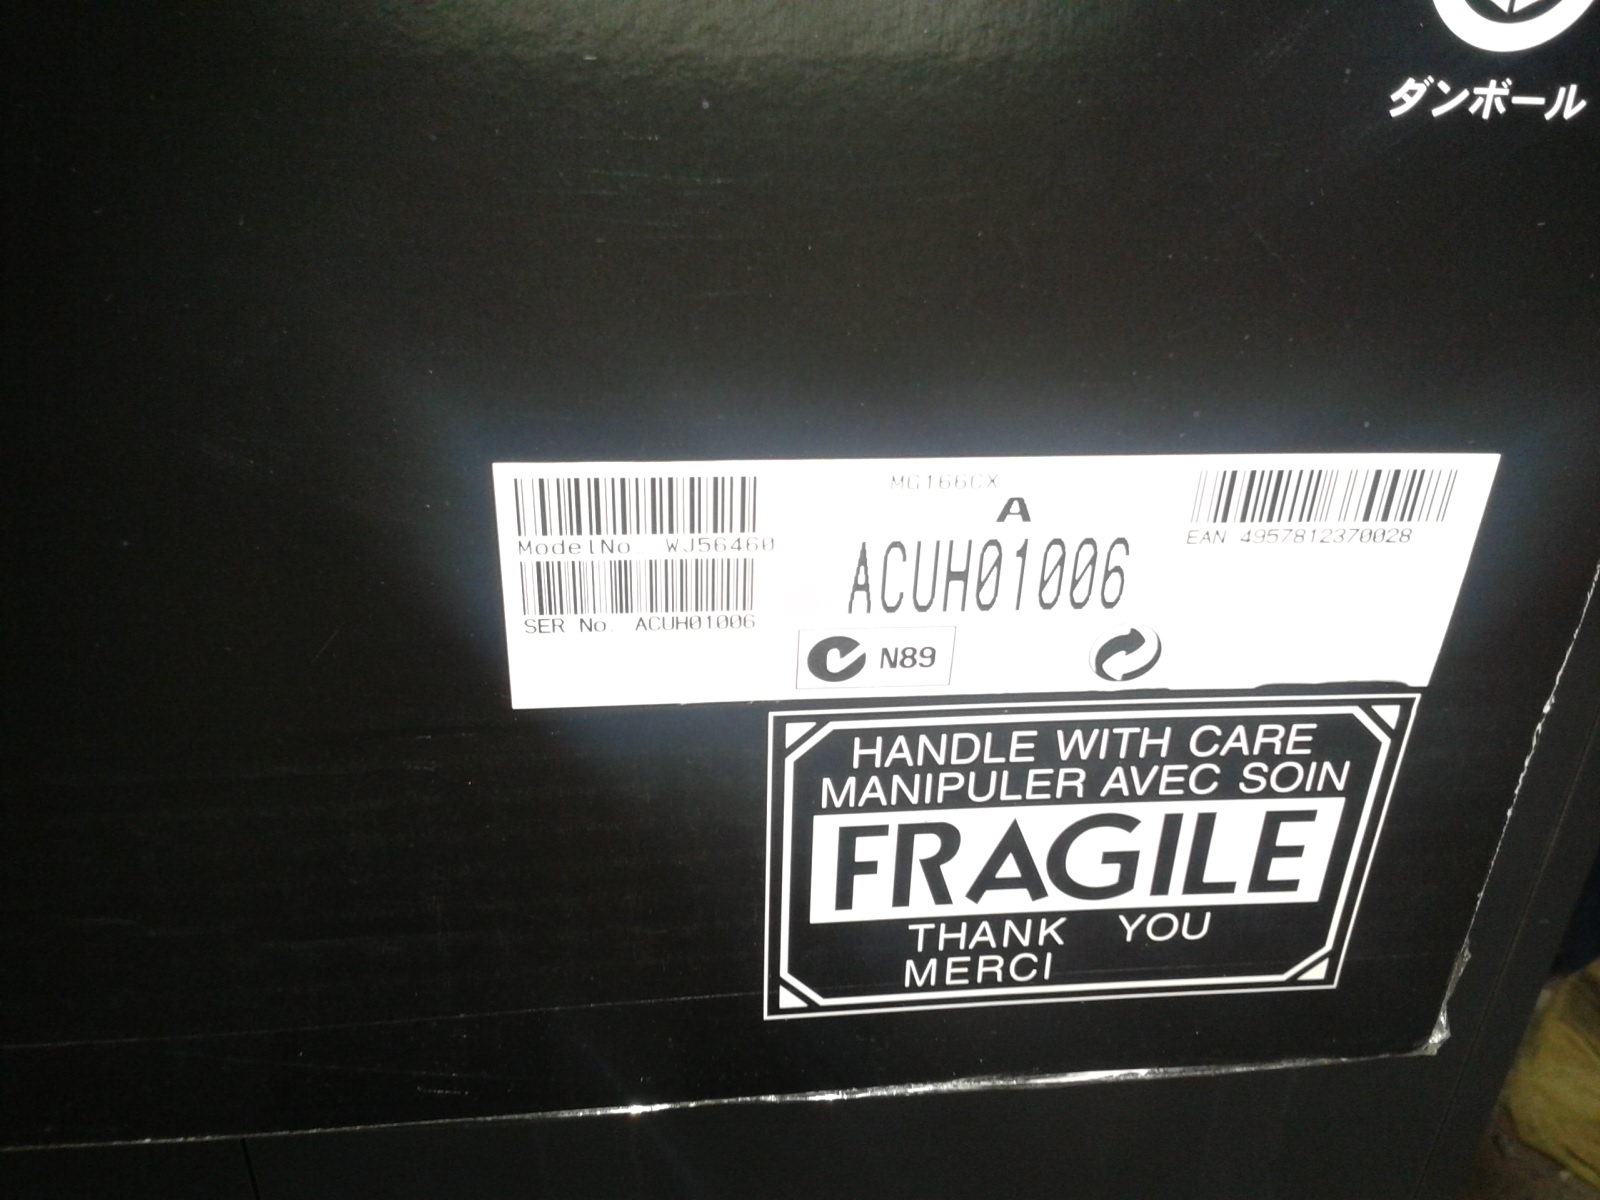 ダンボール
MG166CX
A
ModelNo. WJ56460
ACUH01006
EAN 4957812370028
SER No. ACUH01006
N89
HANDLE WITH CARE
MANIPULER AVEC SOIN
FRAGILE
THANK YOU
MERCI